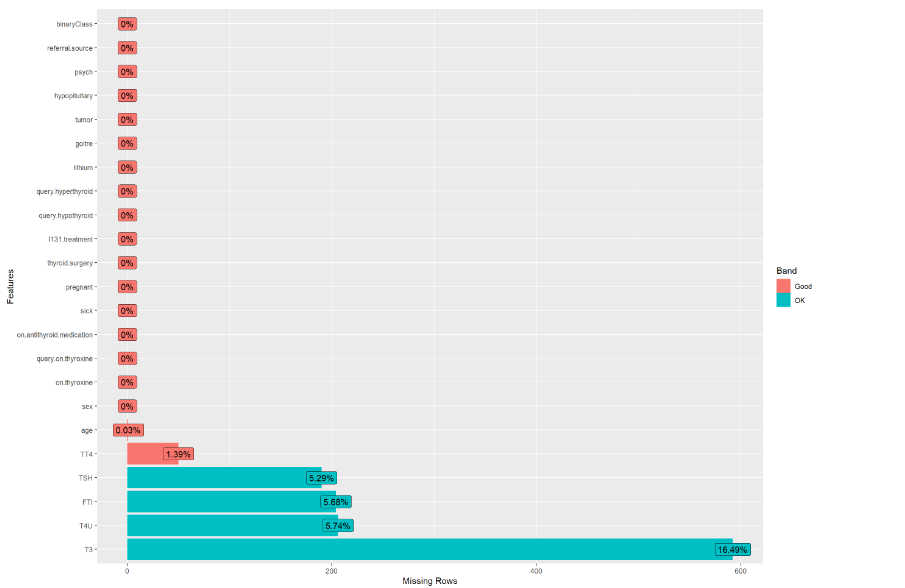 binaryClass 0%
referral.source 0%
psych 0%
hypopituitary 0%
tumor 0%
goitre 0%
lithium 0%
query.hyperthyroid 0%
query.hypothyroid 0%
I131.treatment 0%
thyroid.surgery 0%
pregnant 0%
sick 0%
on.antithyroid.medication 0%
query.on.thyroxine 0%
on.thyroxine 0%
sex 0%
age 0.03%
TT4 1.39%
TSH 5.29%
FTI 5.68%
T4U 5.74%
T3 16.49%
0 200 400 600
Missing Rows
Features
Band
Good
OK